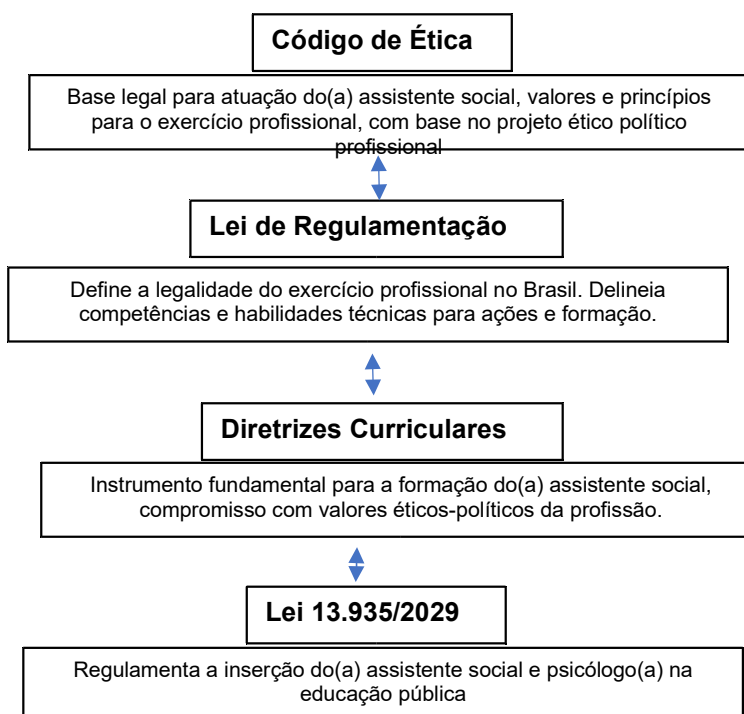 Código de Ética
Base legal para atuação do(a) assistente social, valores e princípios
para o exercício profissional, com base no projeto ético político
profissional
Lei de Regulamentação
Define a legalidade do exercício profissional no Brasil. Delineia
competências e habilidades técnicas para ações e formação.
Diretrizes Curriculares
Instrumento fundamental para a formação do(a) assistente social,
compromisso com valores éticos-políticos da profissão.
Lei 13.935/2029
Regulamenta a inserção do(a) assistente social e psicólogo(a) na
educação pública